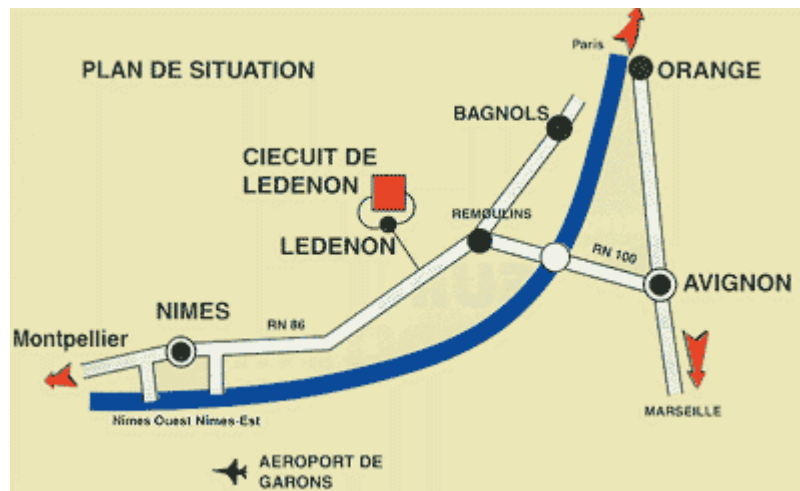 Paris
PLAN DE SITUATION
ORANGE
BAGNOLS
CIECUIT DE
LEDENON
REMOULINS
LEDENON
RN 100
AVIGNON
NIMES
RN 86
Montpellier
MARSEILLE
Nimes Ouest Nimes-Est
AEROPORT DE
GARONS